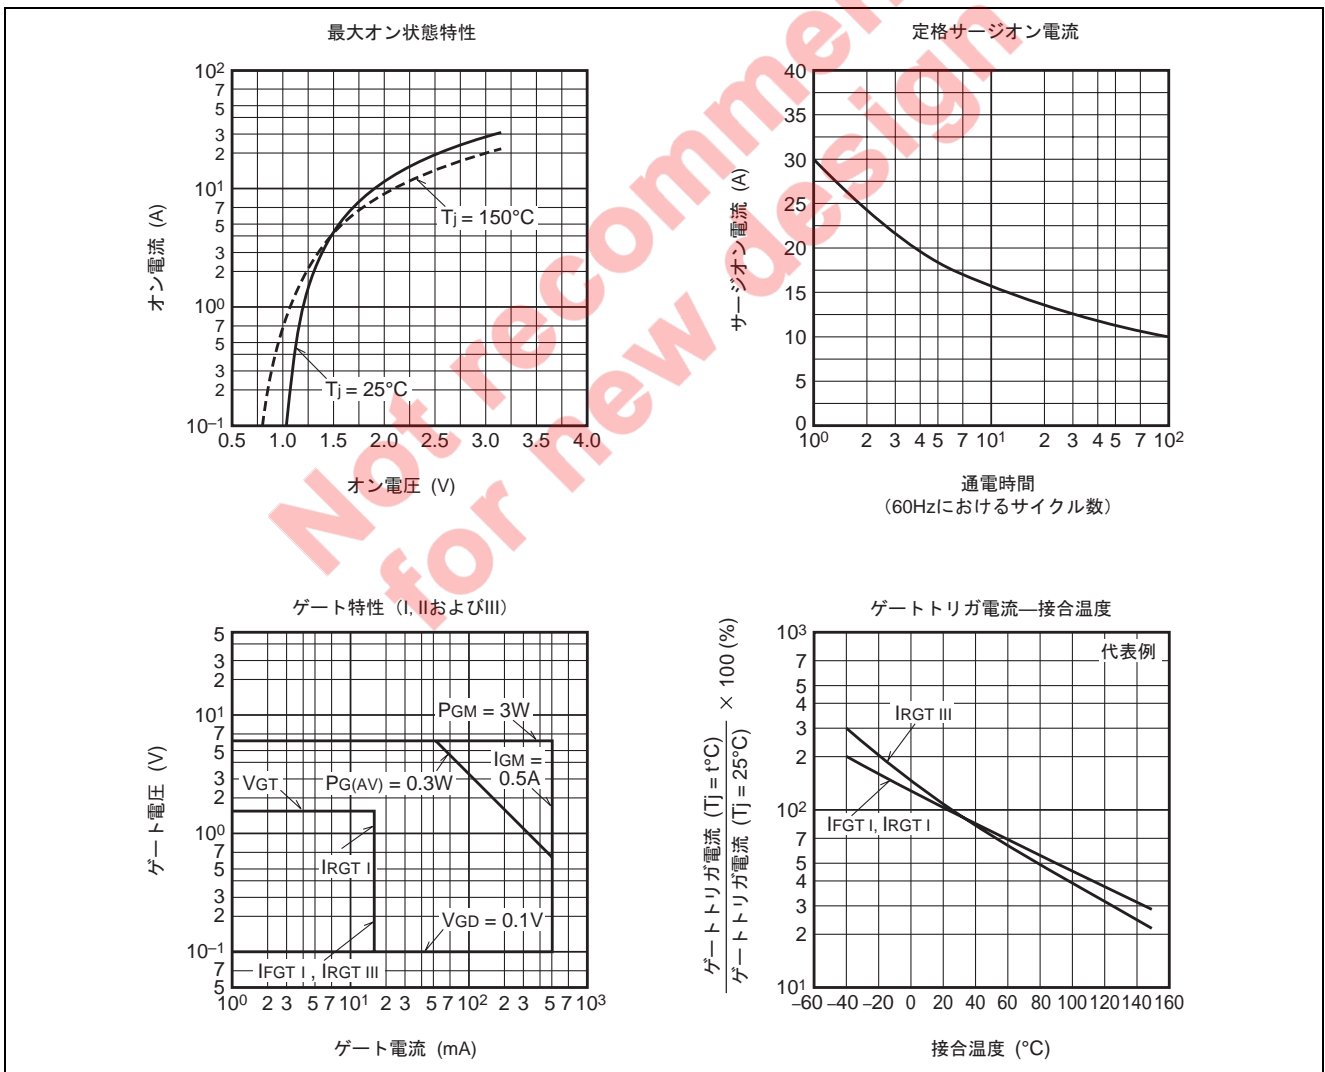 最大オン状態特性
10² 7 5 3 2 10¹ 7 5 3 2 10⁰ 7 5 3 2 10–1
オン電流 (A)
Tj = 150°C
Tj = 25°C
0.5 1.0 1.5 2.0 2.5 3.0 3.5 4.0
オン電圧 (V)
定格サージオン電流
40 35 30 25 20 15 10 5 0
サージオン電流 (A)
10⁰ 2 3 4 5 7 10¹ 2 3 4 5 7 10²
通電時間
(60Hzにおけるサイクル数)
ゲート特性 (I, IIおよびIII)
5 3 2 10¹ 7 5 3 2 10⁰ 7 5 3 2 10–1 7 5
ゲート電圧 (V)
PGM = 3W
IGM =
0.5A
VGT
PG(AV) = 0.3W
IRGT I
VGD = 0.1V
IFGT I , IRGT III
10⁰ 2 3 5 7 10¹ 2 3 5 7 10² 2 3 5 7 10³
ゲート電流 (mA)
ゲートトリガ電流—接合温度
10³ 7 5 4 3 2 10² 7 5 4 3 2 10¹
代表例
ゲートトリガ電流 (Tj = t°C)
ゲートトリガ電流 (Tj = 25°C)
× 100 (%)
IRGT III
IFGT I, IRGT I
–60 –40 –20 0 20 40 60 80 100 120 140 160
接合温度 (°C)
Not recommen
for new design